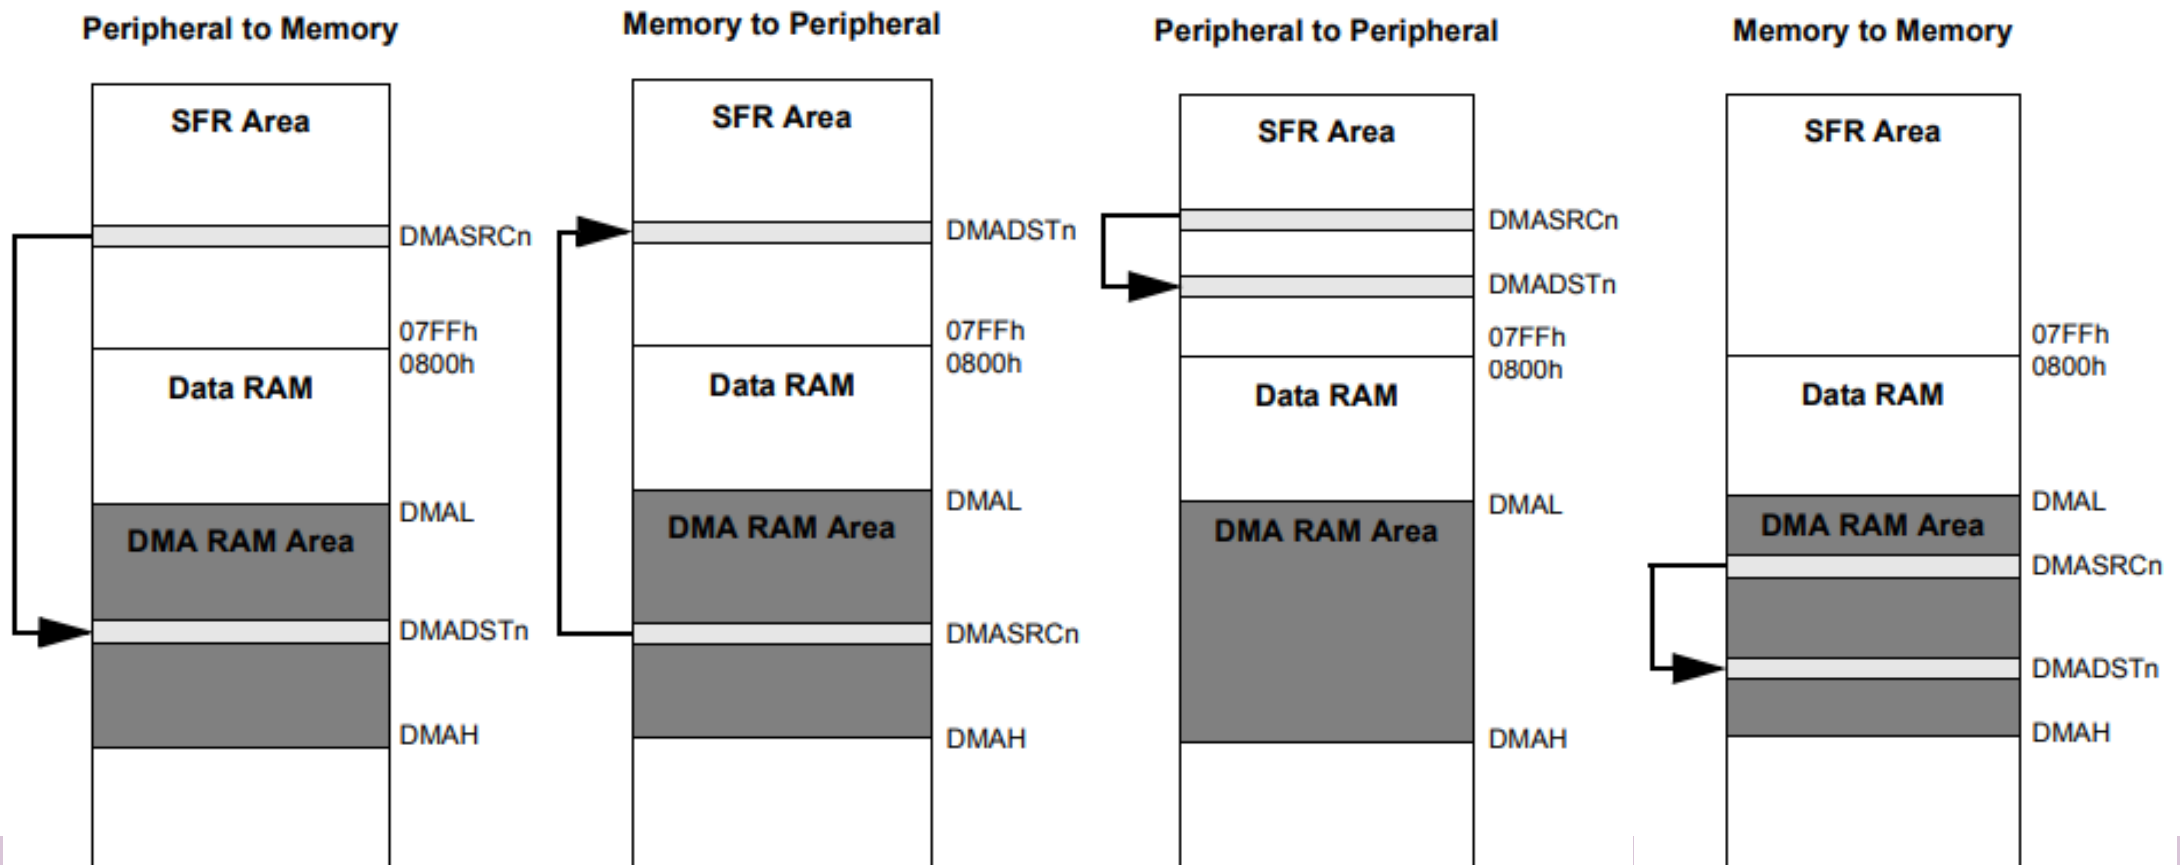 Peripheral to Memory
SFR Area
DMASRCn
07FFh
0800h
Data RAM
DMAL
DMA RAM Area
DMADSTn
DMAH
Memory to Peripheral
SFR Area
DMADSTn
07FFh
0800h
Data RAM
DMAL
DMA RAM Area
DMASRCn
DMAH
Peripheral to Peripheral
SFR Area
DMASRCn
DMADSTn
07FFh
0800h
Data RAM
DMAL
DMA RAM Area
DMAH
Memory to Memory
SFR Area
07FFh
0800h
Data RAM
DMAL
DMA RAM Area
DMASRCn
DMADSTn
DMAH